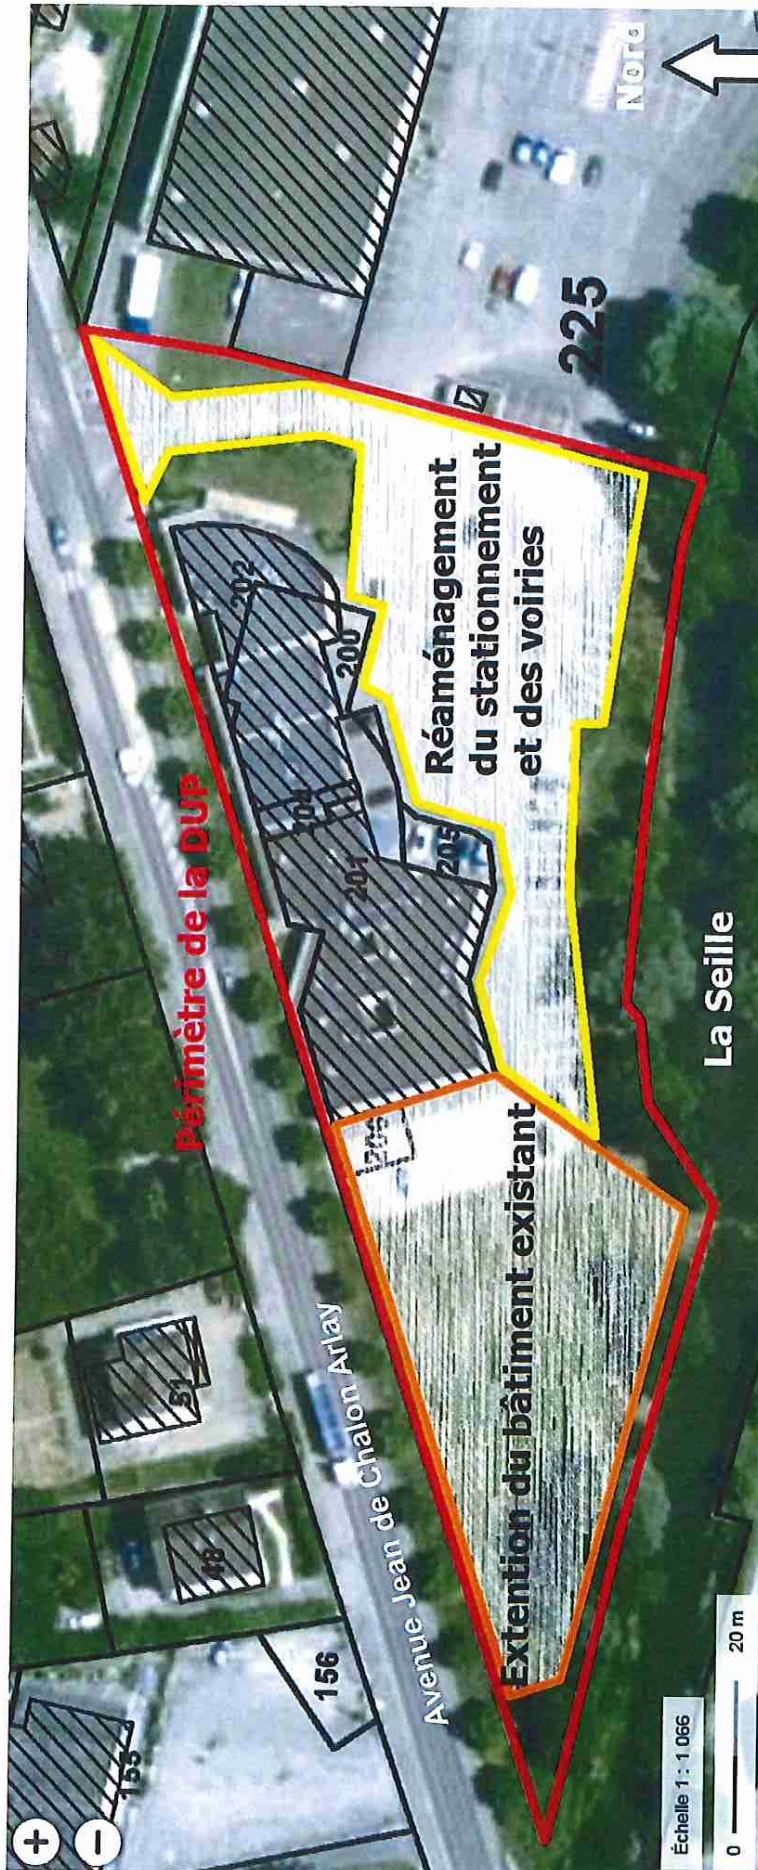 Nord
225
Réaménagement
du stationnement
et des voiries
202
200
204
201
205
206
Périmètre de la DUP
La Seille
Extention du bâtiment existant
Avenue Jean de Chalon Arlay
51
48
156
155
+
−
Échelle 1 : 1 066
0 20 m